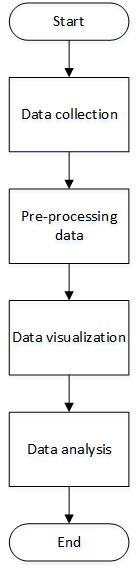 Start
Data collection
Pre-processing
data
Data visualization
Data analysis
End